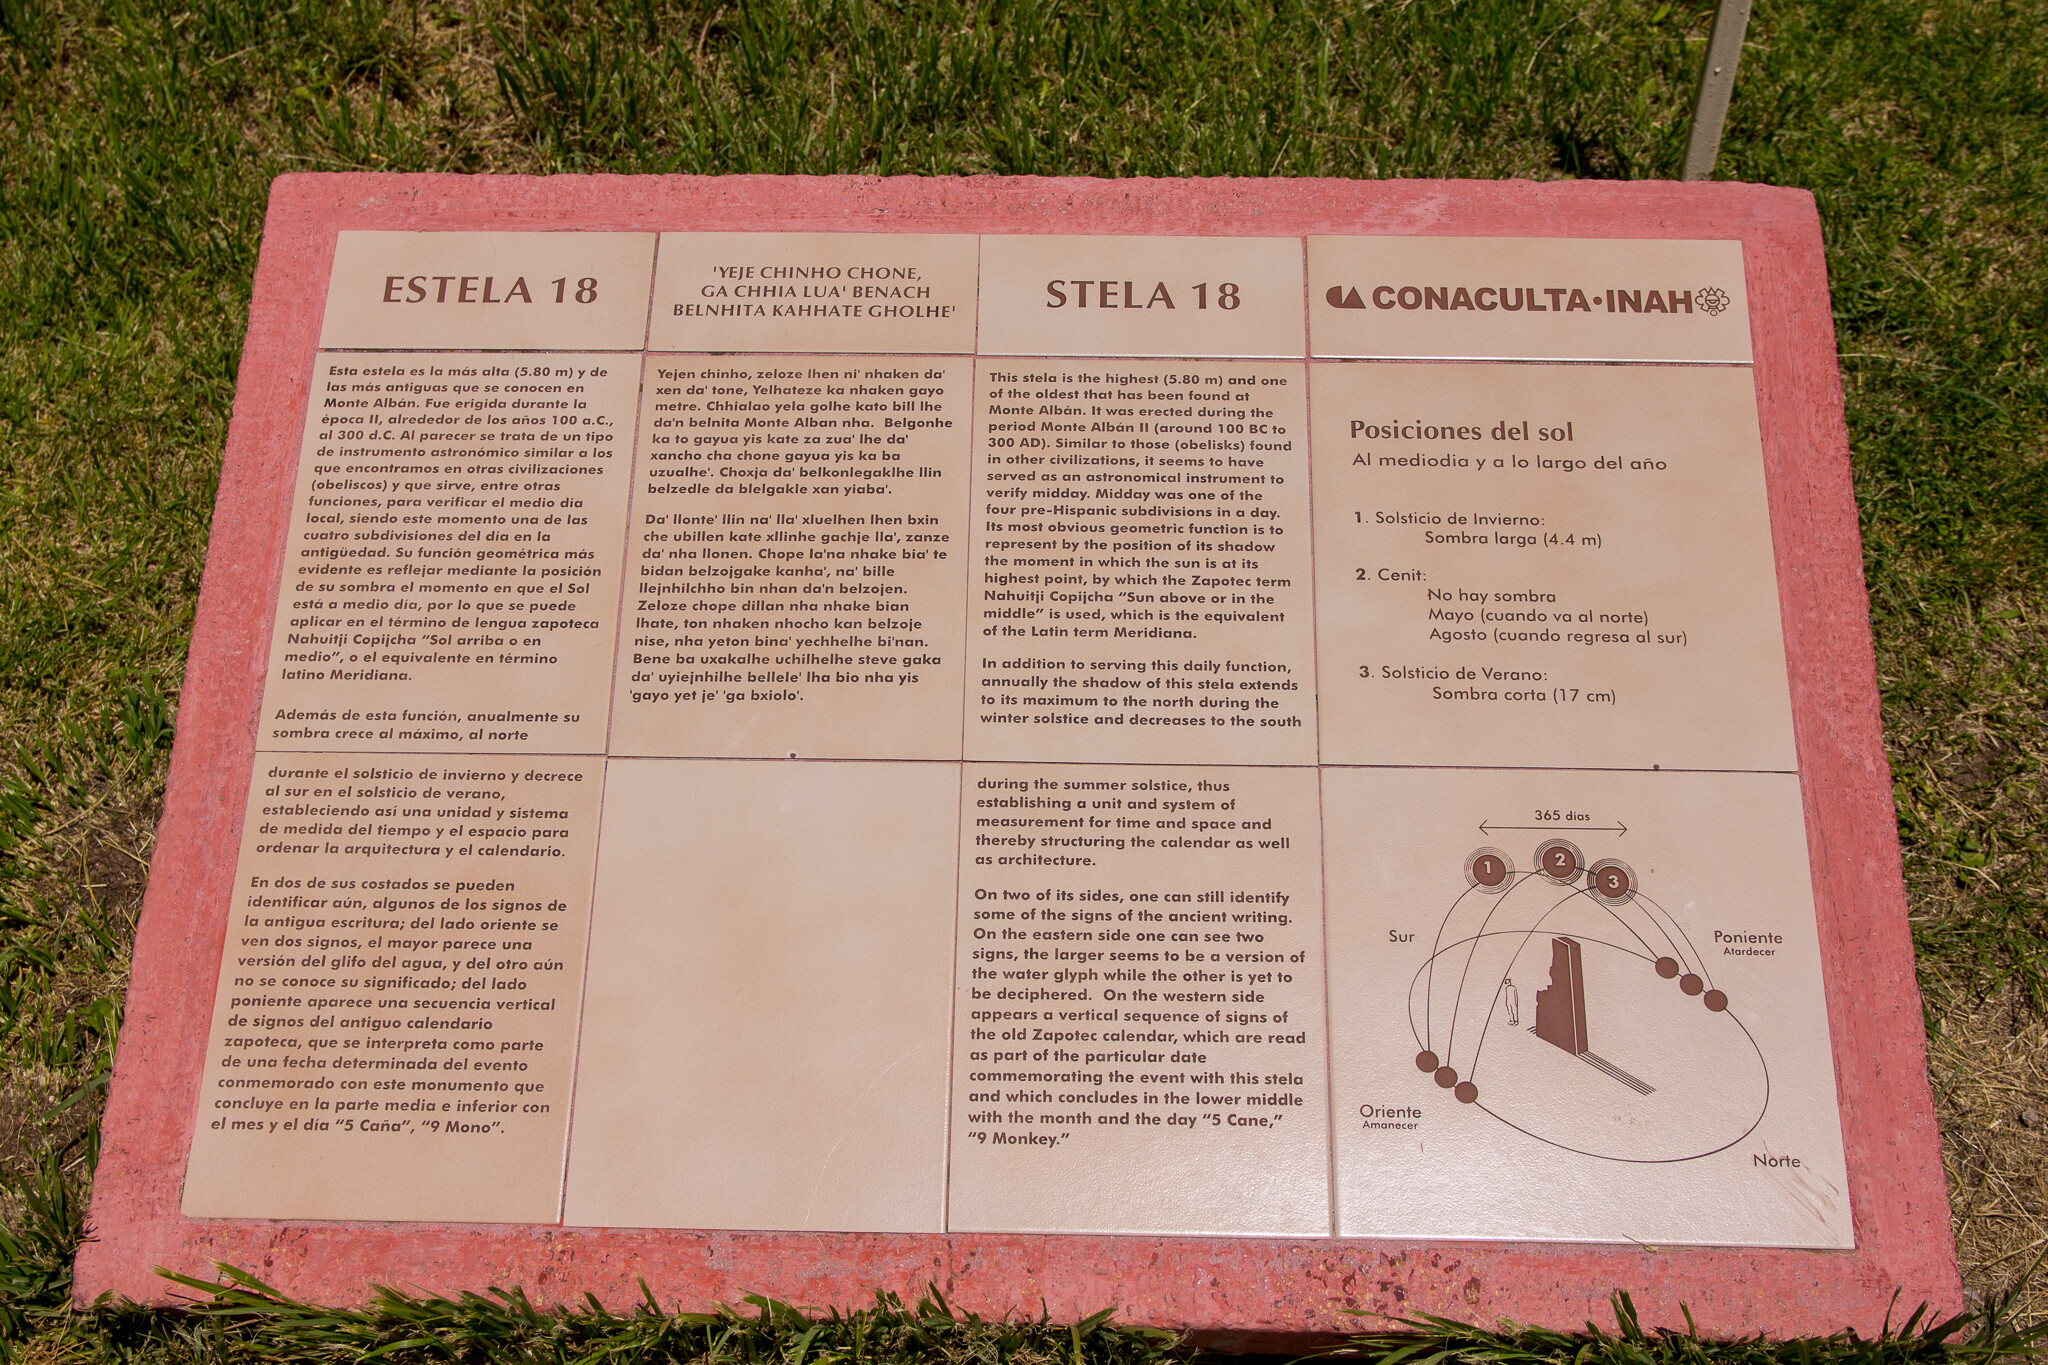 ESTELA 18
Esta estela es la más alta (5.80 m) y de
las más antiguas que se conocen en
Monte Albán. Fue erigida durante la
época II, alrededor de los años 100 a.C.,
al 300 d.C. Al parecer se trata de un tipo
de instrumento astronómico similar a los
que encontramos en otras civilizaciones
(obeliscos) y que sirve, entre otras
funciones, para verificar el medio día
local, siendo este momento una de las
cuatro subdivisiones del día en la
antigüedad. Su función geométrica más
evidente es reflejar mediante la posición
de su sombra el momento en que el Sol
está a medio día, por lo que se puede
aplicar en el término de lengua zapoteca
Nahuitji Copijcha “Sol arriba o en
medio”, o el equivalente en término
latino Meridiana.
Además de esta función, anualmente su
sombra crece al máximo, al norte
durante el solsticio de invierno y decrece
al sur en el solsticio de verano,
estableciendo así una unidad y sistema
de medida del tiempo y el espacio para
ordenar la arquitectura y el calendario.
En dos de sus costados se pueden
identificar aún, algunos de los signos de
la antigua escritura; del lado oriente se
ven dos signos, el mayor parece una
versión del glifo del agua, y del otro aún
no se conoce su significado; del lado
poniente aparece una secuencia vertical
de signos del antiguo calendario
zapoteca, que se interpreta como parte
de una fecha determinada del evento
conmemorado con este monumento que
concluye en la parte media e inferior con
el mes y el día “5 Caña”, “9 Mono”.
'YEJE CHINHO CHONE,
GA CHHIA LUA' BENACH
BELNHITA KAHHATE GHOLHE'
Yejen chinho, zeloze lhen ni' nhaken da'
xen da' tone, Yelhateze ka nhaken gayo
metre. Chhialao yela golhe kato bill lhe
da'n belnita Monte Alban nha. Belgonhe
ka to gayua yis kate za zua' lhe da'
xancho cha chone gayua yis ka ba
uzualhe'. Choxja da' belkonlegaklhe llin
belzedle da blelgakle xan yiaba'.
Da' llonte' llin na' lla' xluelhen lhen bxin
che ubillen kate xllinhe gachje lla', zanze
da' nha llonen. Chope la'na nhake bia' te
bidan belzojgake kanha', na' bille
llejnhilchho bin nhan da'n belzojen.
Zeloze chope dillan nha nhake bian
lhate, ton nhaken nhocho kan belzoje
nise, nha yeton bina' yechhelhe bi'nan.
Bene ba uxakalhe uchilhelhe steve gaka
da' uyiejnhilhe bellele' lha bio nha yis
'gayo yet je' 'ga bxiolo'.
STELA 18
This stela is the highest (5.80 m) and one
of the oldest that has been found at
Monte Albán. It was erected during the
period Monte Albán II (around 100 BC to
300 AD). Similar to those (obelisks) found
in other civilizations, it seems to have
served as an astronomical instrument to
verify midday. Midday was one of the
four pre-Hispanic subdivisions in a day.
Its most obvious geometric function is to
represent by the position of its shadow
the moment in which the sun is at its
highest point, by which the Zapotec term
Nahuitji Copijcha “Sun above or in the
middle” is used, which is the equivalent
of the Latin term Meridiana.
In addition to serving this daily function,
annually the shadow of this stela extends
to its maximum to the north during the
winter solstice and decreases to the south
during the summer solstice, thus
establishing a unit and system of
measurement for time and space and
thereby structuring the calendar as well
as architecture.
On two of its sides, one can still identify
some of the signs of the ancient writing.
On the eastern side one can see two
signs, the larger seems to be a version of
the water glyph while the other is yet to
be deciphered. On the western side
appears a vertical sequence of signs of
the old Zapotec calendar, which are read
as part of the particular date
commemorating the event with this stela
and which concludes in the lower middle
with the month and the day “5 Cane,”
“9 Monkey.”
CONACULTA•INAH
Posiciones del sol
Al mediodia y a lo largo del año
1. Solsticio de Invierno:
Sombra larga (4.4 m)
2. Cenit:
No hay sombra
Mayo (cuando va al norte)
Agosto (cuando regresa al sur)
3. Solsticio de Verano:
Sombra corta (17 cm)
365 dias
1
2
3
Sur
Poniente
Atardecer
Oriente
Amanecer
Norte